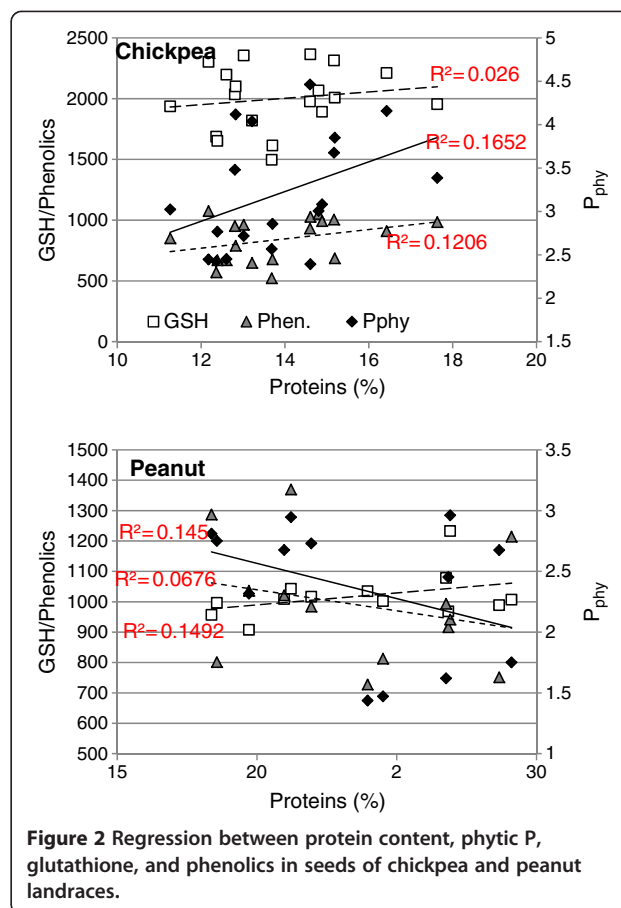 Chickpea
2500
2000
1500
1000
500
0
GSH/Phenolics
5
4.5
4
3.5
3
2.5
2
1.5
Pphy
R²=0.026
R²=0.1652
R²=0.1206
GSH Phen. Pphy
10 12 14 16 18 20
Proteins (%)
Peanut
1500
1400
1300
1200
1100
1000
900
800
700
600
500
GSH/Phenolics
3.5
3
2.5
2
1.5
1
Pphy
R²=0.145
R²=0.0676
R²=0.1492
15 20 2 30
Proteins (%)
Figure 2 Regression between protein content, phytic P,
glutathione, and phenolics in seeds of chickpea and peanut
landraces.